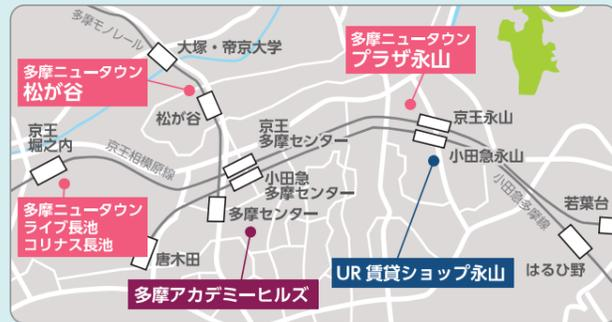 多摩モノレール
大塚・帝京大学
多摩ニュータウン
松が谷
多摩ニュータウン
プラザ永山
松が谷
京王
堀之内
京王相模原線
京王
多摩センター
京王永山
小田急永山
小田急
多摩センター
小田急多摩線
若葉台
多摩ニュータウン
ライブ長池
コリナス長池
多摩センター
唐木田
はるひ野
多摩アカデミーヒルズ
UR 賃貸ショップ永山